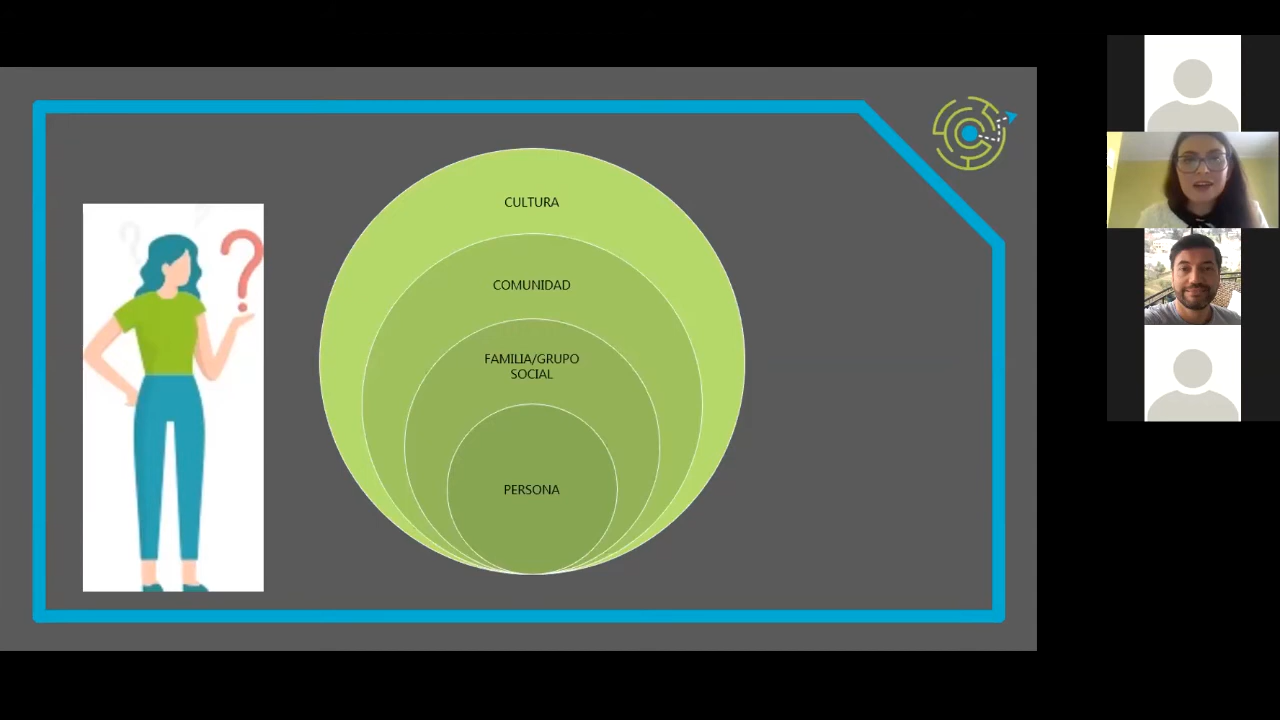 CULTURA
COMUNIDAD
FAMILIA/GRUPO
SOCIAL
PERSONA